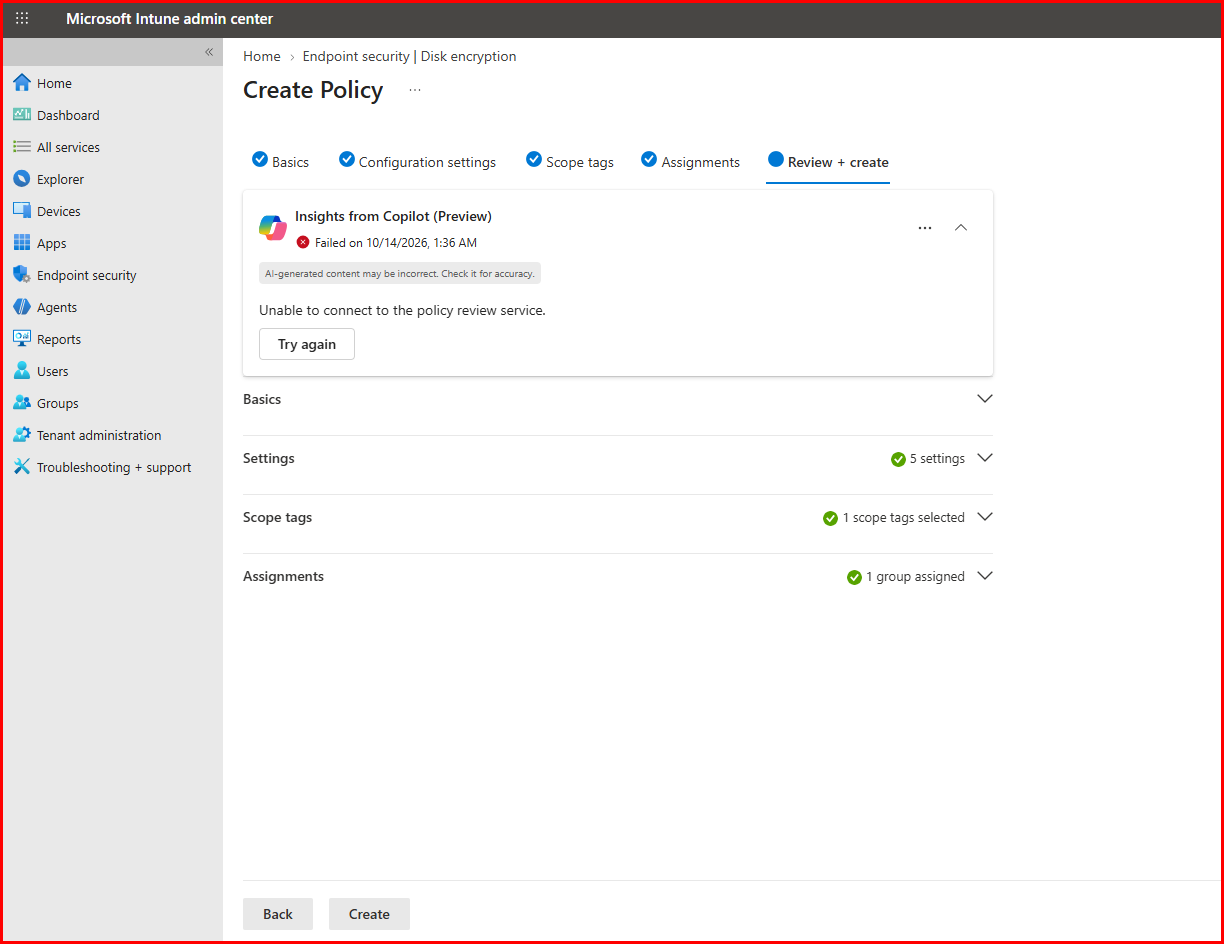 Microsoft Intune admin center
«
Home
Dashboard
All services
Explorer
Devices
Apps
Endpoint security
Agents
Reports
Users
Groups
Tenant administration
Troubleshooting + support
Home › Endpoint security | Disk encryption
Create Policy ...
Basics Configuration settings Scope tags Assignments Review + create
Insights from Copilot (Preview)
Failed on 10/14/2026, 1:36 AM
AI-generated content may be incorrect. Check it for accuracy.
Unable to connect to the policy review service.
Try again
Basics
Settings 5 settings
Scope tags 1 scope tags selected
Assignments 1 group assigned
Back Create